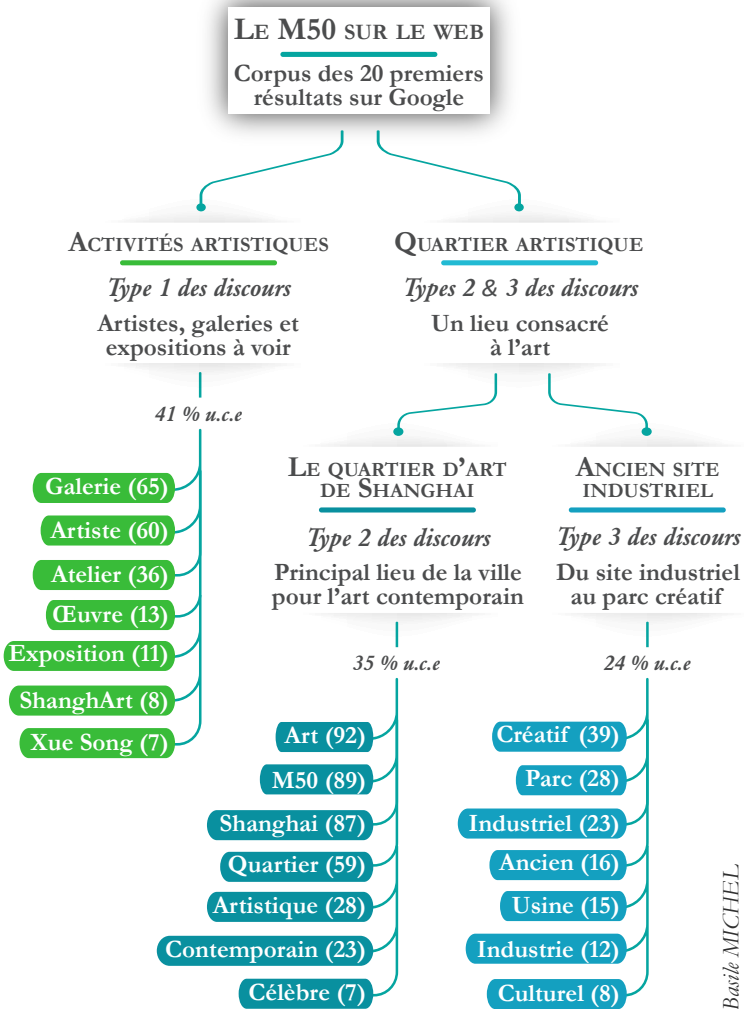 LE M50 SUR LE WEB
Corpus des 20 premiers
résultats sur Google
ACTIVITÉS ARTISTIQUES
Type 1 des discours
Artistes, galeries et
expositions à voir
41 % u.c.e
Galerie (65)
Artiste (60)
Atelier (36)
Œuvre (13)
Exposition (11)
ShanghArt (8)
Xue Song (7)
QUARTIER ARTISTIQUE
Types 2 & 3 des discours
Un lieu consacré
à l’art
LE QUARTIER D’ART
DE SHANGHAI
Type 2 des discours
Principal lieu de la ville
pour l’art contemporain
35 % u.c.e
Art (92)
M50 (89)
Shanghai (87)
Quartier (59)
Artistique (28)
Contemporain (23)
Célèbre (7)
ANCIEN SITE
INDUSTRIEL
Type 3 des discours
Du site industriel
au parc créatif
24 % u.c.e
Créatif (39)
Parc (28)
Industriel (23)
Ancien (16)
Usine (15)
Industrie (12)
Culturel (8)
Basile MICHEL